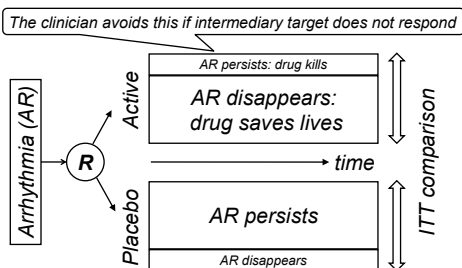 The clinician avoids this if intermediary target does not respond
Arrhythmia (AR)
R
Active
AR persists: drug kills
AR disappears:
drug saves lives
time
Placebo
AR persists
AR disappears
ITT comparison